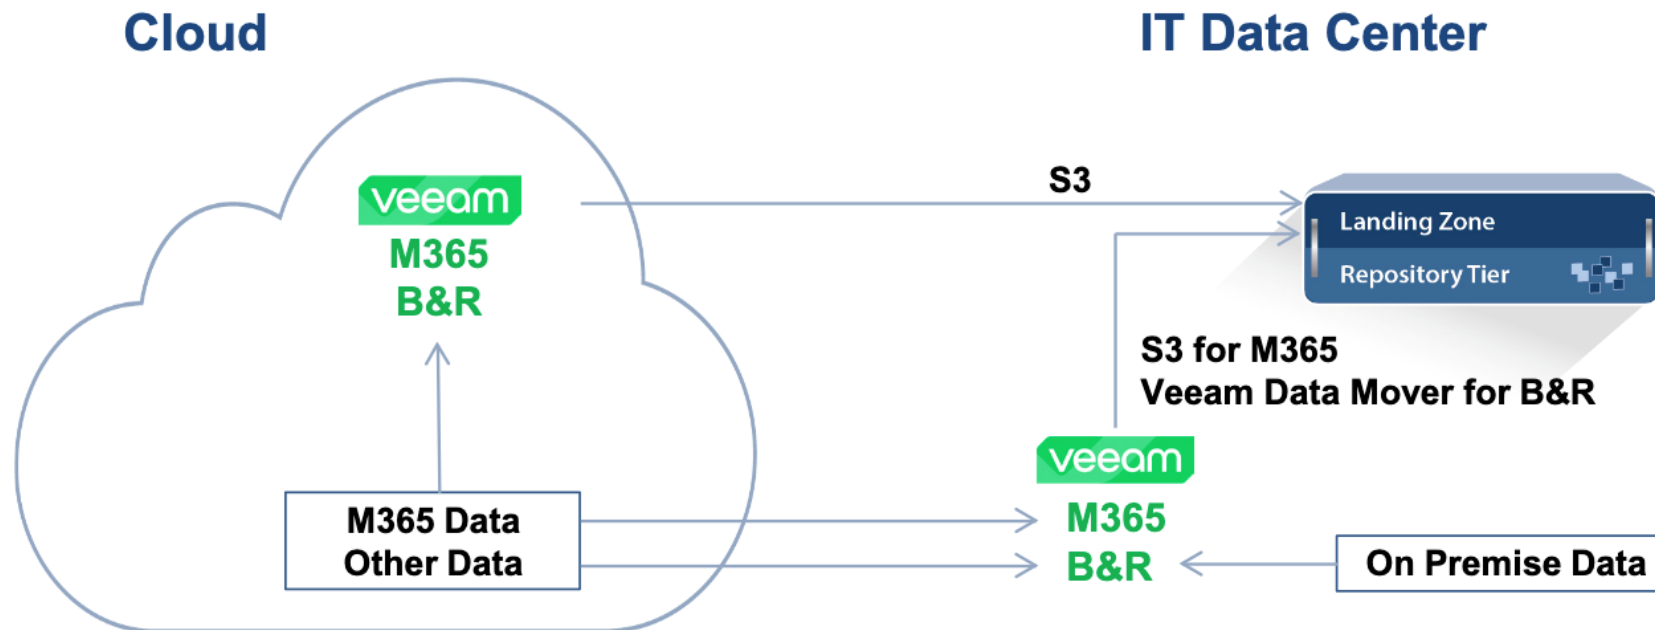 Cloud
IT Data Center
veeam
M365
B&R
S3
Landing Zone
Repository Tier
S3 for M365
Veeam Data Mover for B&R
veeam
M365
B&R
M365 Data
Other Data
On Premise Data